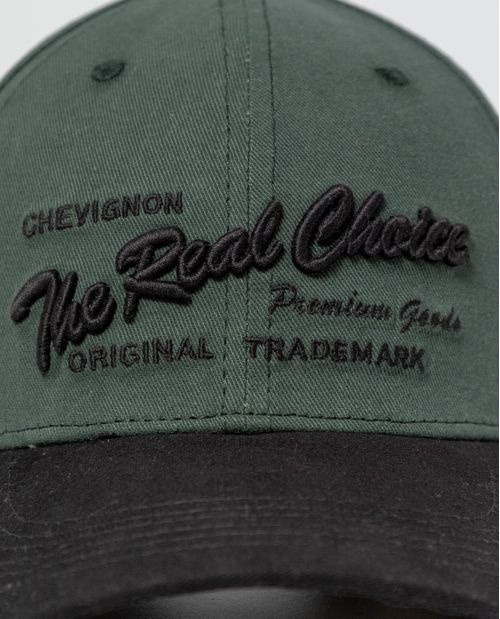 CHEVIGNON
The Real Choice
Premium Goods
ORIGINAL TRADEMARK